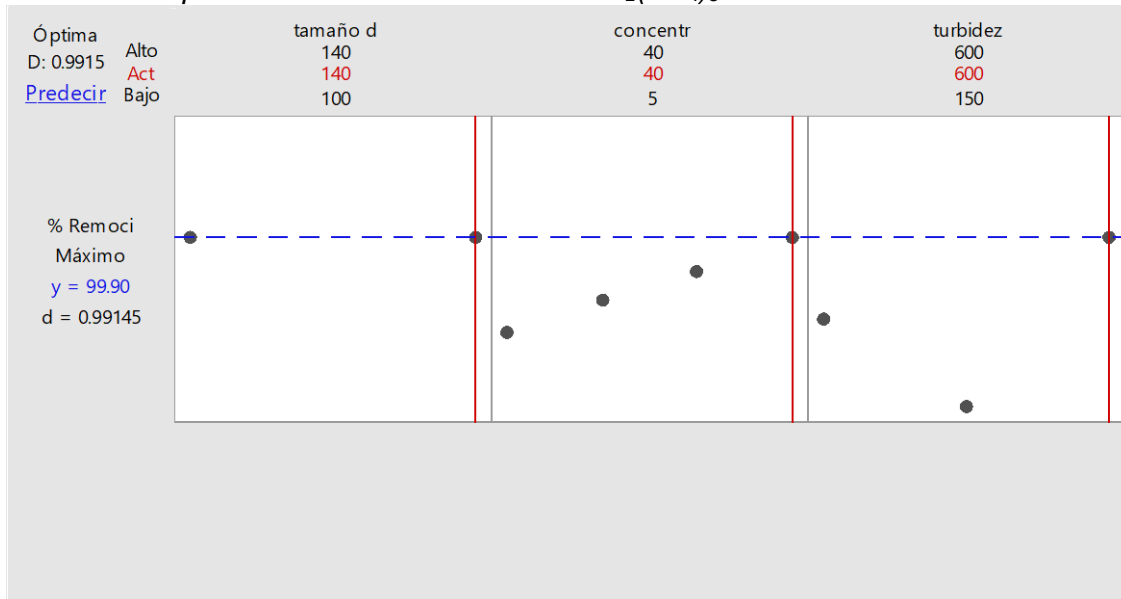 Óptima
D: 0.9915
Predecir
Alto
Act
Bajo
tamaño d
140
140
100
concentr
40
40
5
turbidez
600
600
150
% Remoci
Máximo
y = 99.90
d = 0.99145